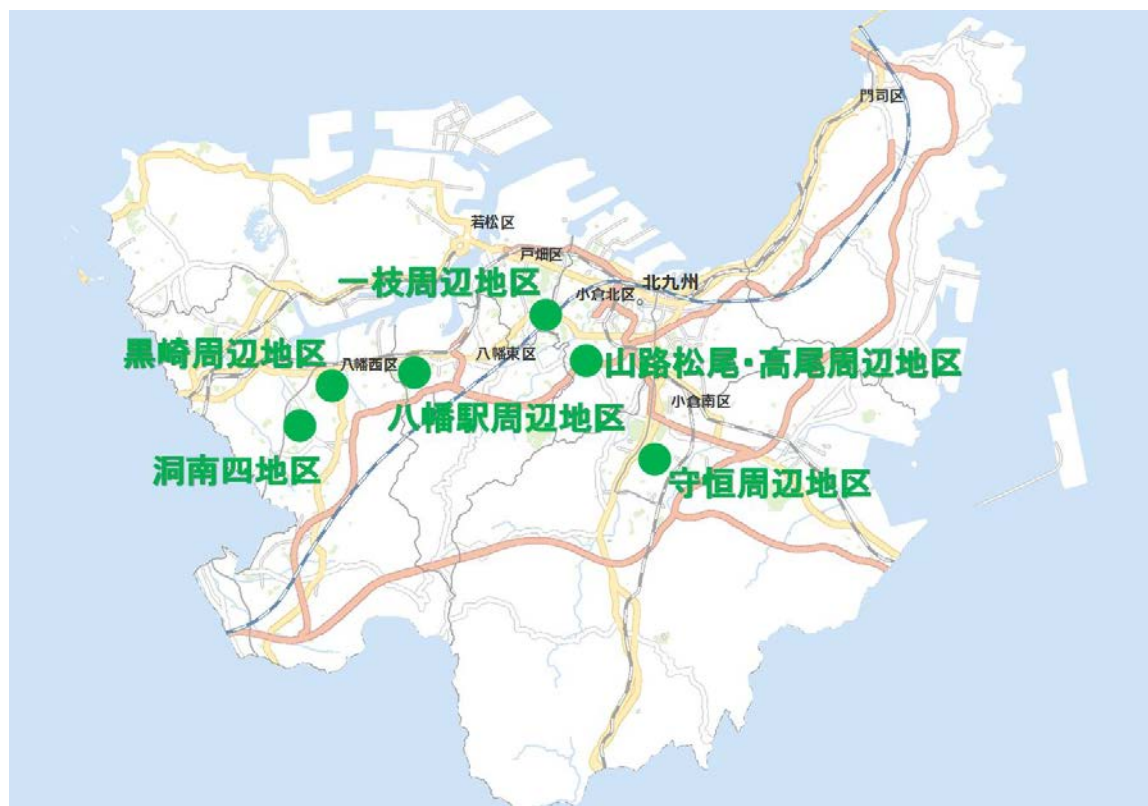 門司区
若松区
戸畑区
一枝周辺地区
小倉北区
北九州
黒崎周辺地区
八幡西区
八幡東区
山路松尾・高尾周辺地区
八幡駅周辺地区
小倉南区
洞南四地区
守恒周辺地区